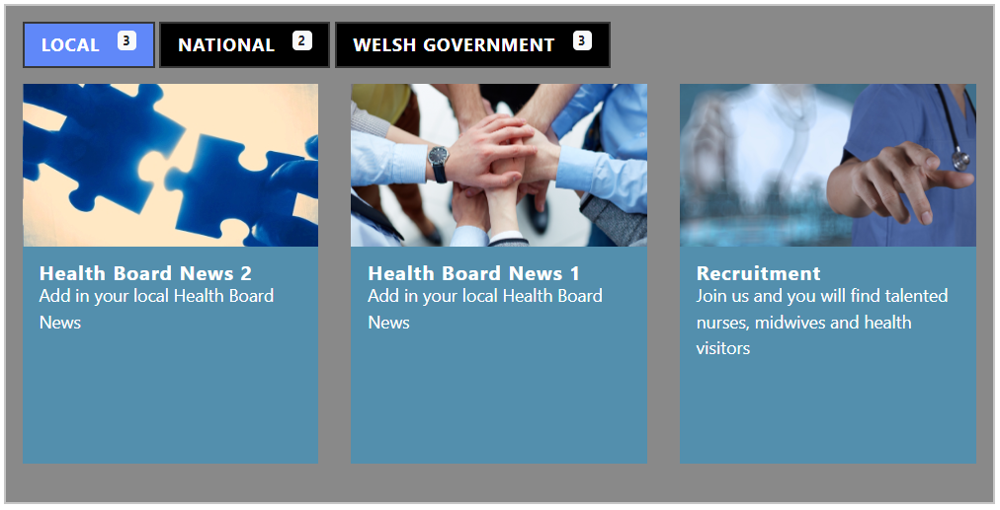 LOCAL 3 NATIONAL 2 WELSH GOVERNMENT 3
Health Board News 2
Add in your local Health Board
News
Health Board News 1
Add in your local Health Board
News
Recruitment
Join us and you will find talented
nurses, midwives and health
visitors